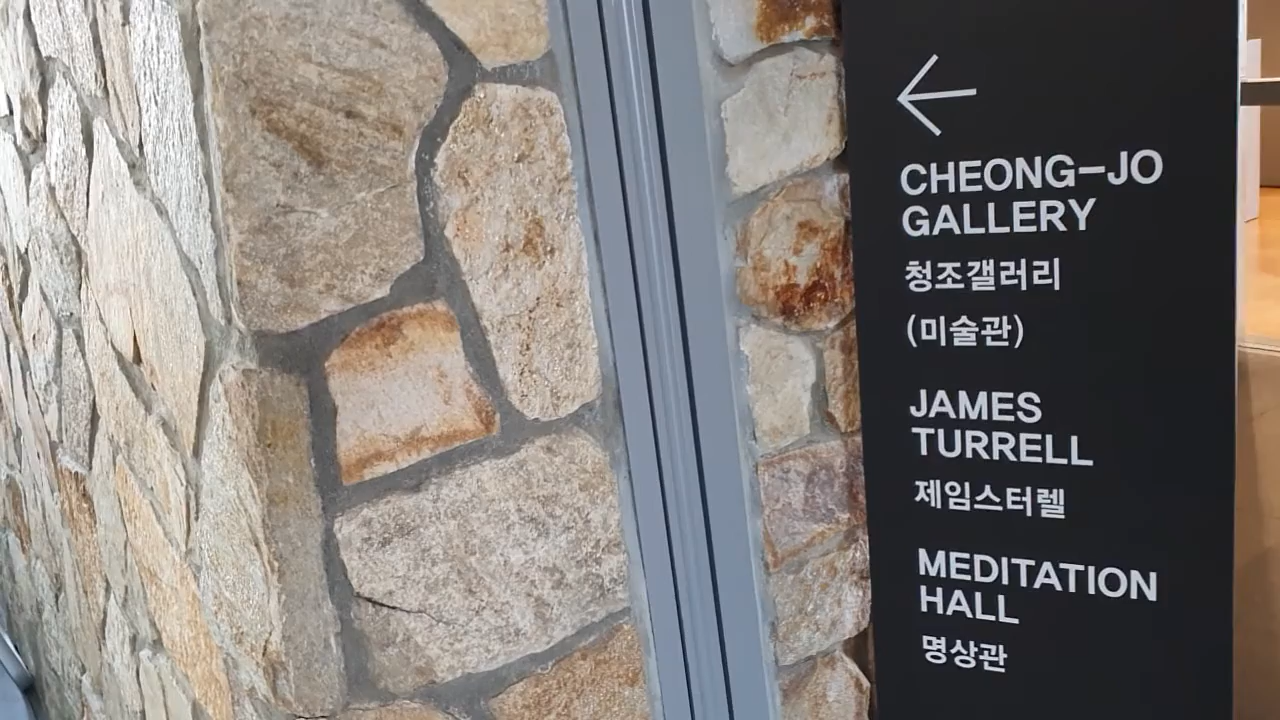 CHEONG-JO
GALLERY
청조갤러리
(미술관)
JAMES
TURRELL
제임스터렐
MEDITATION
HALL
명상관